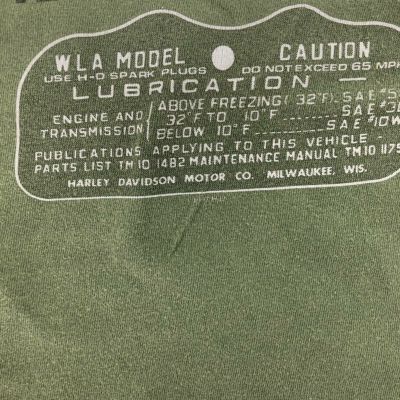 WLA MODEL CAUTION
USE H-D SPARK PLUGS DO NOT EXCEED 65 MPH
LUBRICATION —
ENGINE AND TRANSMISSION
ABOVE FREEZING (32°F) SAE
32°F TO 10°F ........ SAE
BELOW 10°F ........ SAE #10W
PUBLICATIONS APPLYING TO THIS VEHICLE -
PARTS LIST TM 10 1482 MAINTENANCE MANUAL TM 10 1175
HARLEY DAVIDSON MOTOR CO. MILWAUKEE, WIS.